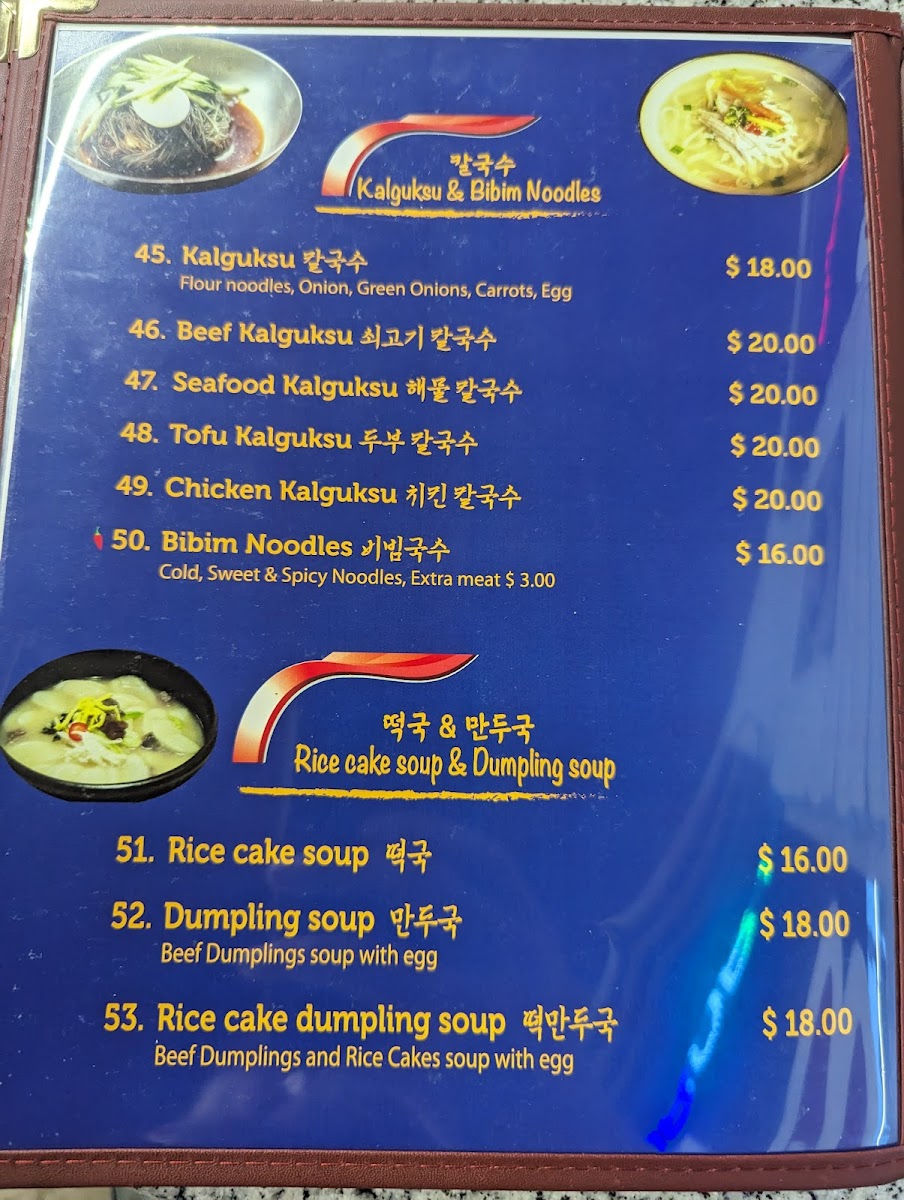 칼국수
Kalguksu & Bibim Noodles
45. Kalguksu 칼국수 $ 18.00
Flour noodles, Onion, Green Onions, Carrots, Egg
46. Beef Kalguksu 쇠고기 칼국수 $ 20.00
47. Seafood Kalguksu 해물 칼국수 $ 20.00
48. Tofu Kalguksu 두부 칼국수 $ 20.00
49. Chicken Kalguksu 치킨 칼국수 $ 20.00
50. Bibim Noodles 비빔국수 $ 16.00
Cold, Sweet & Spicy Noodles, Extra meat $ 3.00
떡국 & 만두국
Rice cake soup & Dumpling soup
51. Rice cake soup 떡국 $ 16.00
52. Dumpling soup 만두국 $ 18.00
Beef Dumplings soup with egg
53. Rice cake dumpling soup 떡만두국 $ 18.00
Beef Dumplings and Rice Cakes soup with egg